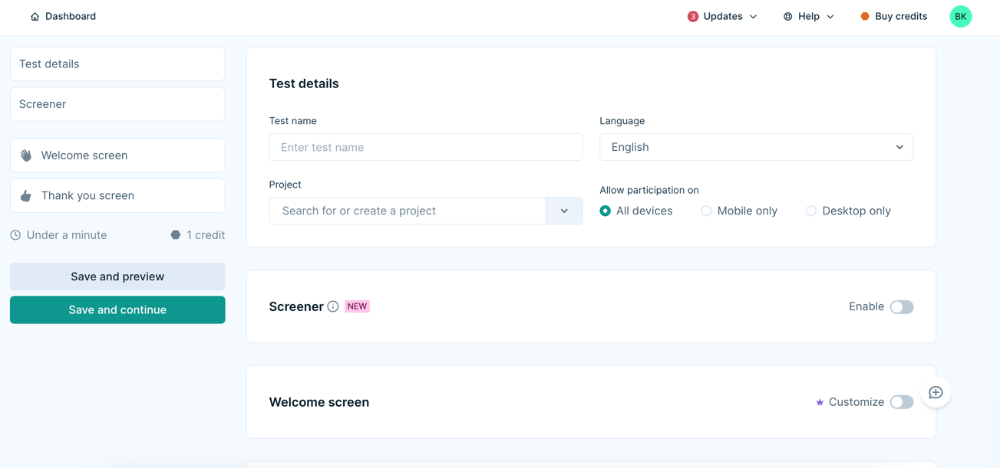 Dashboard
3 Updates
Help
Buy credits
BK
Test details
Screener
Welcome screen
Thank you screen
Under a minute
1 credit
Save and preview
Save and continue
Test details
Test name
Enter test name
Language
English
Project
Search for or create a project
Allow participation on
All devices
Mobile only
Desktop only
Screener
NEW
Enable
Welcome screen
Customize